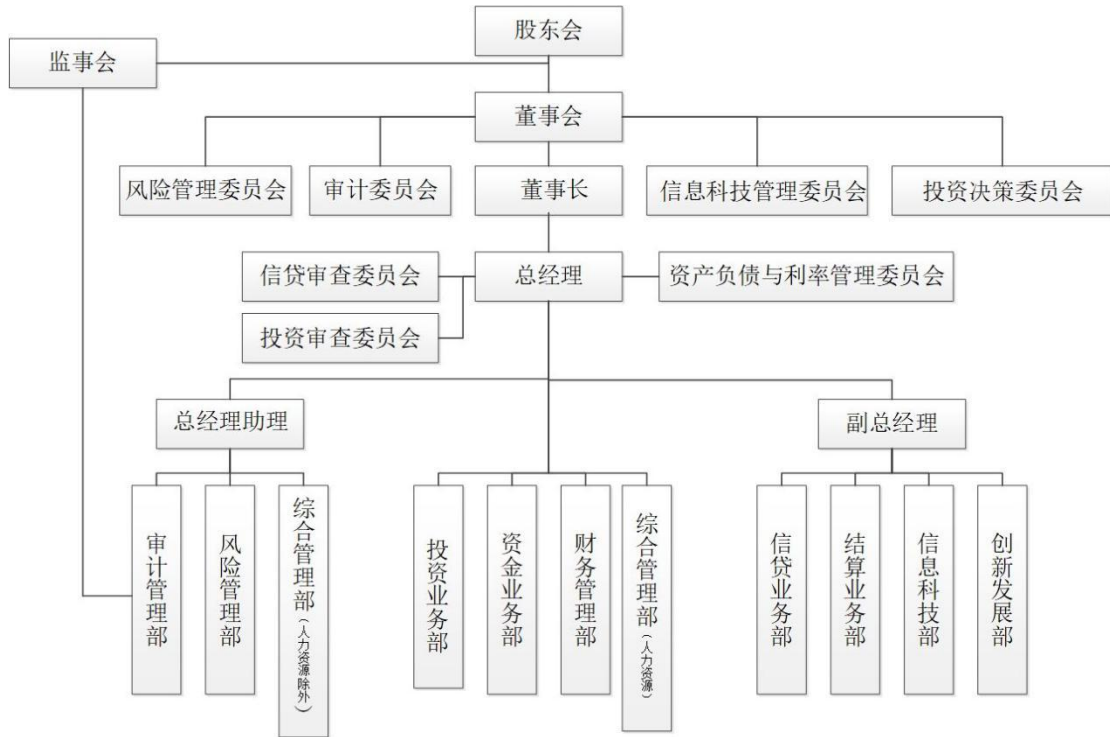 股东会
监事会
董事会
风险管理委员会
审计委员会
董事长
信息科技管理委员会
投资决策委员会
信贷审查委员会
总经理
资产负债与利率管理委员会
投资审查委员会
总经理助理
副总经理
审计管理部
风险管理部
综合管理部（人力资源除外）
投资业务部
资金业务部
财务管理部
综合管理部（人力资源）
信贷业务部
结算业务部
信息科技部
创新发展部